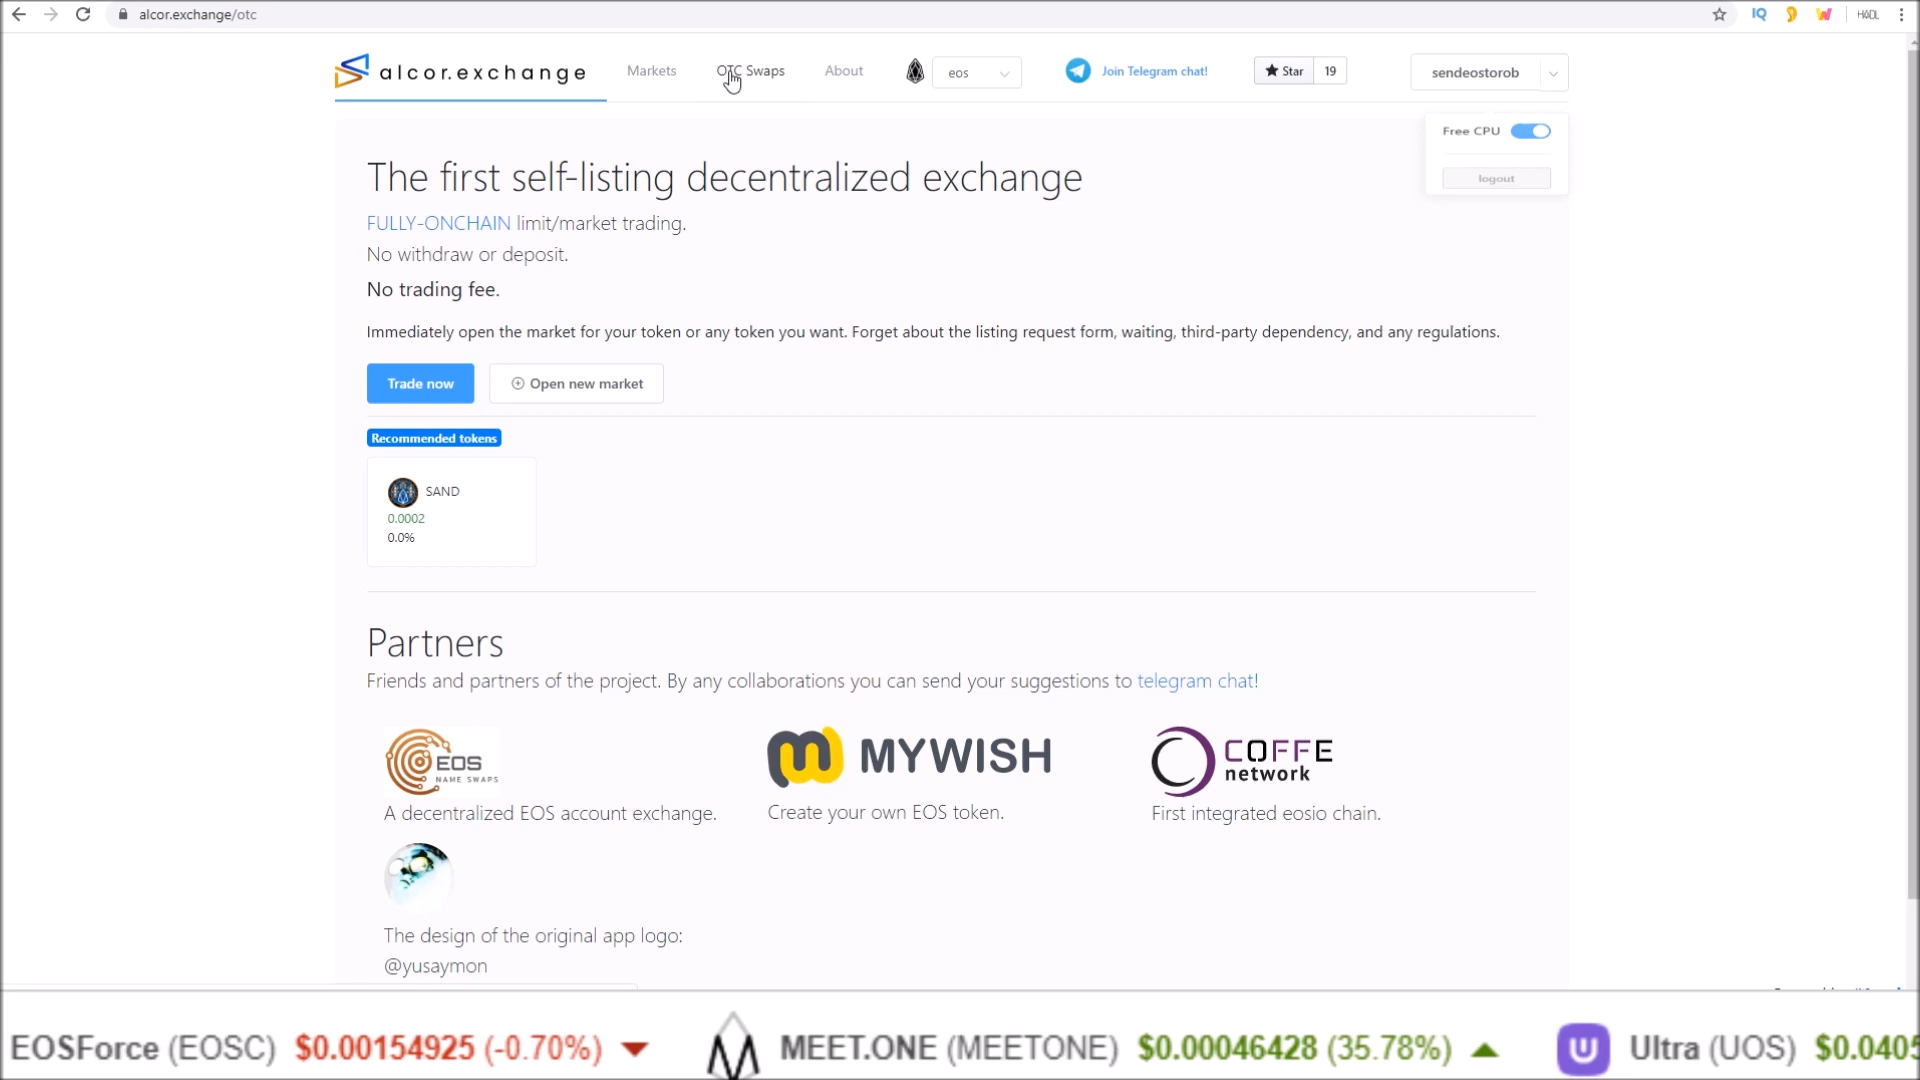 alcor.exchange/otc
IQ
HADL
alcor.exchange
Markets
OTC Swaps
About
eos
Join Telegram chat!
Star
19
sendeostorob
Free CPU
logout
The first self-listing decentralized exchange
FULLY-ONCHAIN limit/market trading.
No withdraw or deposit.
No trading fee.
Immediately open the market for your token or any token you want. Forget about the listing request form, waiting, third-party dependency, and any regulations.
Trade now
Open new market
Recommended tokens
SAND
0.0002
0.0%
Partners
Friends and partners of the project. By any collaborations you can send your suggestions to telegram chat!
EOS
NAME SWAPS
MYWISH
COFFE
network
A decentralized EOS account exchange.
Create your own EOS token.
First integrated eosio chain.
The design of the original app logo:
@yusaymon
EOSForce (EOSC) $0.00154925 (-0.70%) MEET.ONE (MEETONE) $0.00046428 (35.78%) Ultra (UOS) $0.0405